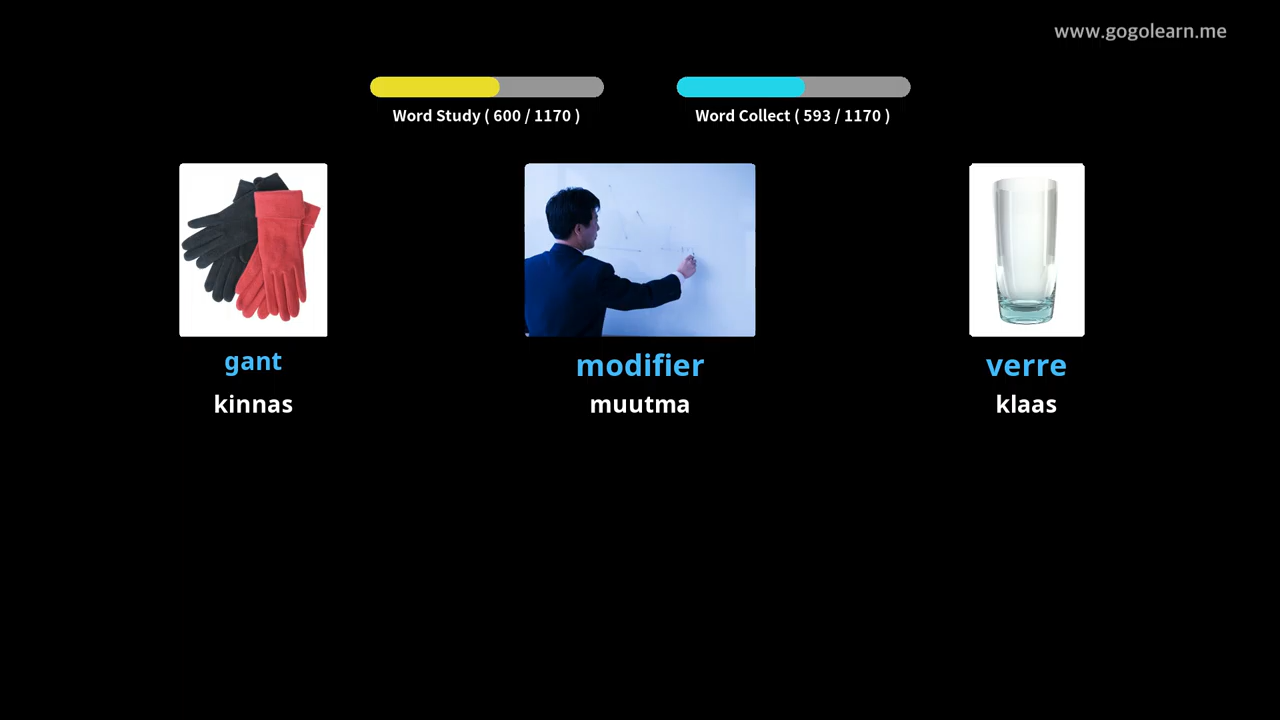 www.gogolearn.me
Word Study ( 600 / 1170 )
Word Collect ( 593 / 1170 )
gant
modifier
verre
kinnas
muutma
klaas